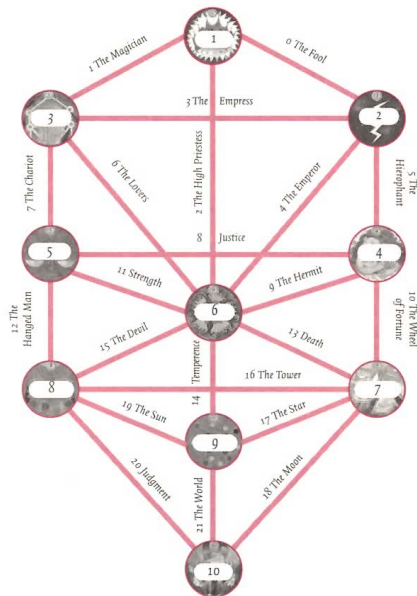 1
1 The Magician
0 The Fool
3
3 The Empress
2
7 The Chariot
6 The Lovers
2 The High Priestess
4 The Emperor
5 The
Hierophant
8 Justice
5
4
11 Strength
9 The Hermit
12 The
Hanged Man
6
10 The Wheel
of Fortune
15 The Devil
14 Temperence
13 Death
16 The Tower
8
7
19 The Sun
17 The Star
9
20 Judgment
21 The World
18 The Moon
10